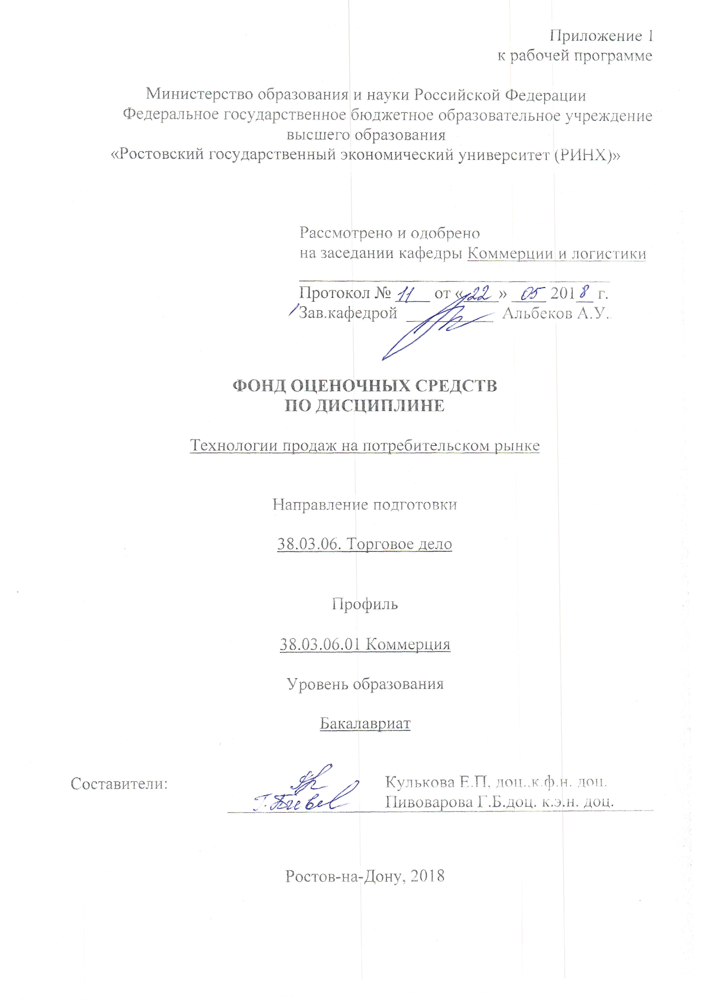 Приложение 1
к рабочей программе
Министерство образования и науки Российской Федерации
Федеральное государственное бюджетное образовательное учреждение
высшего образования
«Ростовский государственный экономический университет (РИНХ)»
Рассмотрено и одобрено
на заседании кафедры Коммерции и логистики
Протокол № 11 от «22» 05 2018 г.
Зав.кафедрой Альбеков А.У.
ФОНД ОЦЕНОЧНЫХ СРЕДСТВ
ПО ДИСЦИПЛИНЕ
Технологии продаж на потребительском рынке
Направление подготовки
38.03.06. Торговое дело
Профиль
38.03.06.01 Коммерция
Уровень образования
Бакалавриат
Составители: Кулькова Е.П, доц.,к.ф.н. доц.
Пивоварова Г.Б.доц. к.э.н. доц.
Ростов-на-Дону, 2018